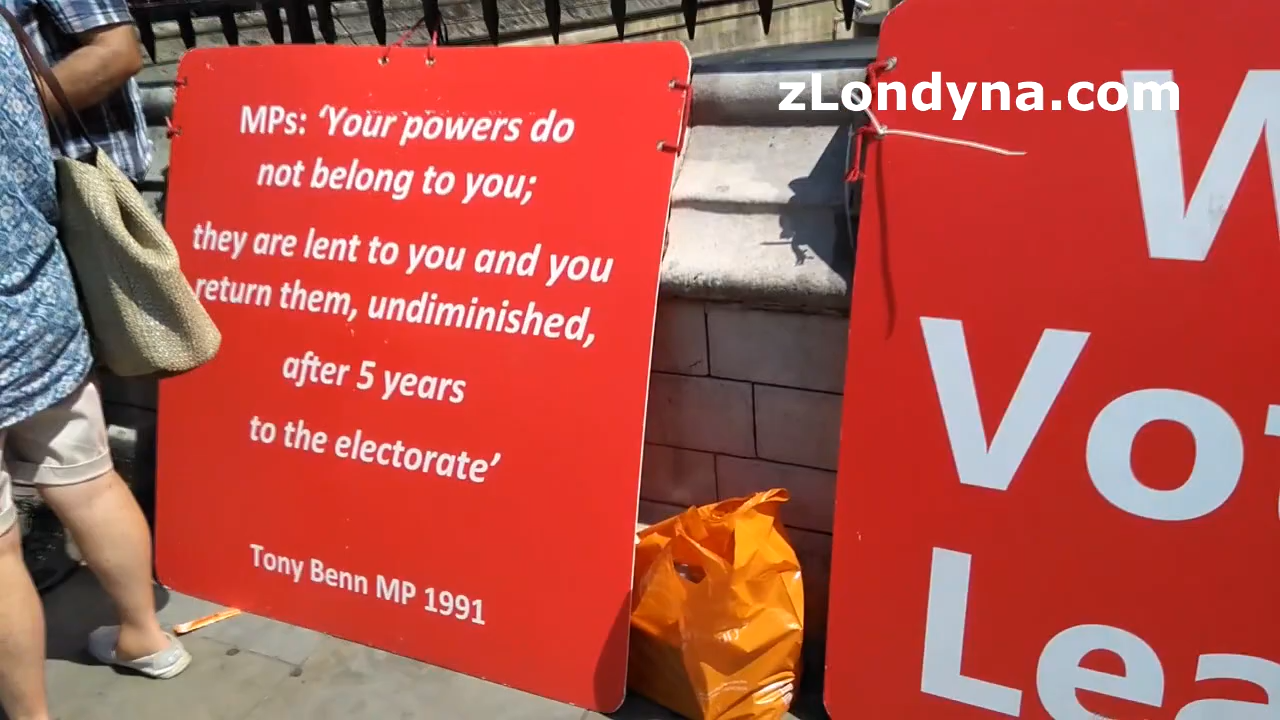 zLondyna.com
MPs: ‘Your powers do
not belong to you;
they are lent to you and you
return them, undiminished,
after 5 years
to the electorate’
Tony Benn MP 1991